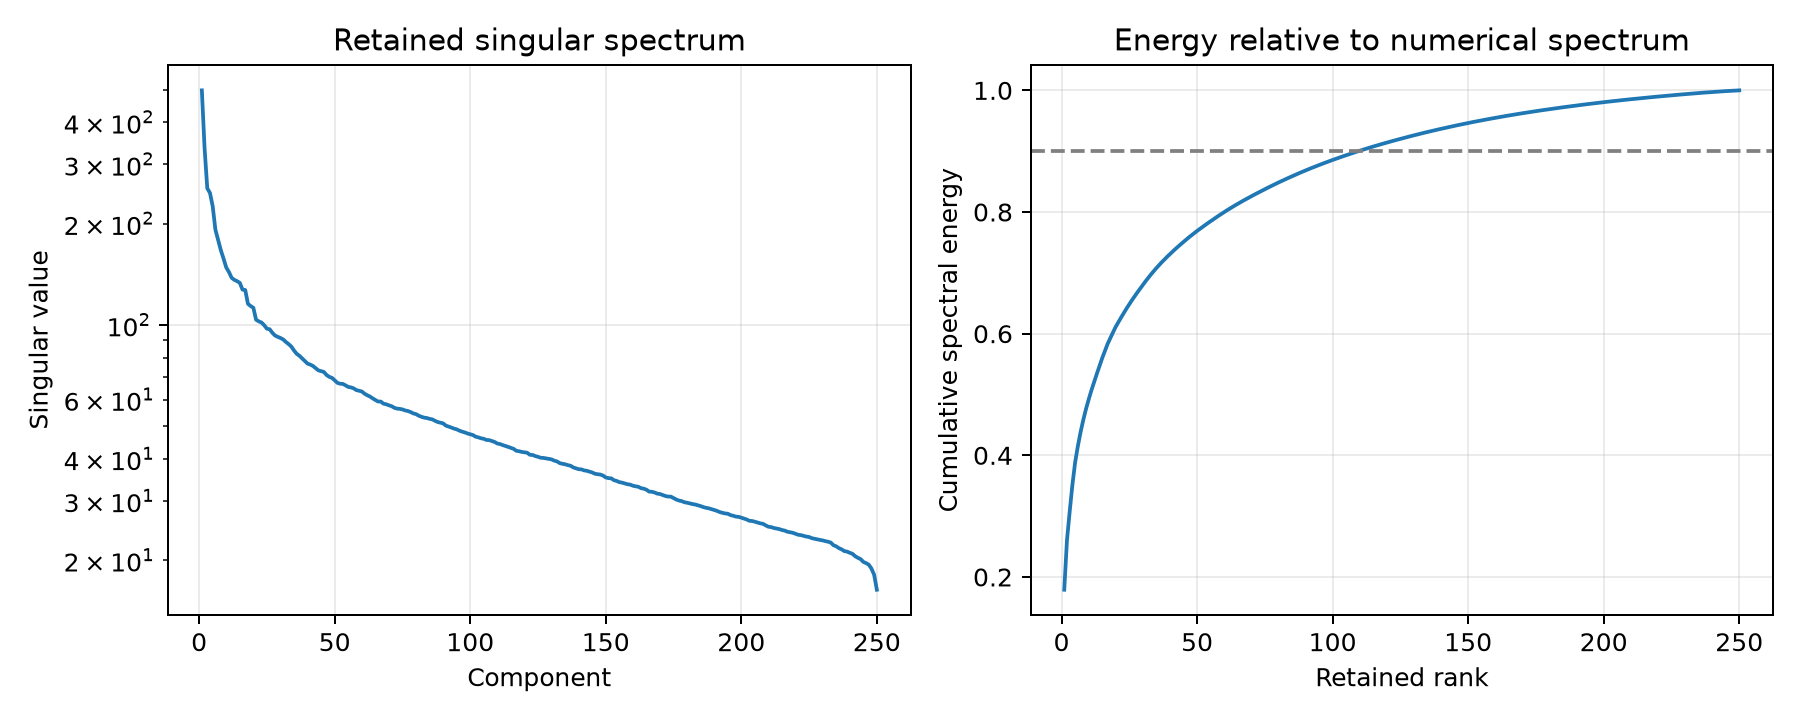 Retained singular spectrum
Singular value
4 × 10²
3 × 10²
2 × 10²
10²
6 × 10¹
4 × 10¹
3 × 10¹
2 × 10¹
0 50 100 150 200 250
Component
Energy relative to numerical spectrum
Cumulative spectral energy
1.0
0.8
0.6
0.4
0.2
0 50 100 150 200 250
Retained rank